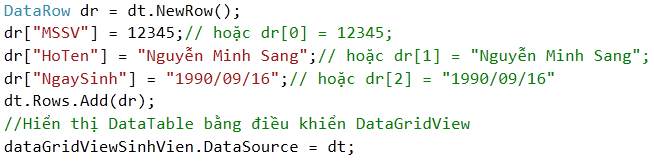 DataRow dr = dt.NewRow();
dr["MSSV"] = 12345;// hoặc dr[0] = 12345;
dr["HoTen"] = "Nguyễn Minh Sang";// hoặc dr[1] = "Nguyễn Minh Sang";
dr["NgaySinh"] = "1990/09/16";// hoặc dr[2] = "1990/09/16"
dt.Rows.Add(dr);
//Hiển thị DataTable bằng điều khiển DataGridView
dataGridViewSinhVien.DataSource = dt;